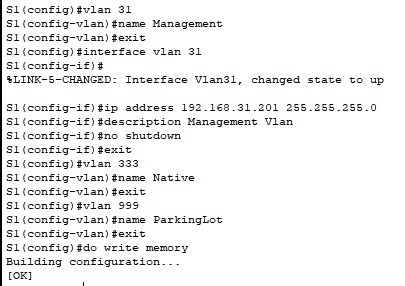 S1(config)#vlan 31
S1(config-vlan)#name Management
S1(config-vlan)#exit
S1(config)#interface vlan 31
S1(config-if)#
%LINK-5-CHANGED: Interface Vlan31, changed state to up
S1(config-if)#ip address 192.168.31.201 255.255.255.0
S1(config-if)#description Management Vlan
S1(config-if)#no shutdown
S1(config-if)#exit
S1(config)#vlan 333
S1(config-vlan)#name Native
S1(config-vlan)#exit
S1(config)#vlan 999
S1(config-vlan)#name ParkingLot
S1(config-vlan)#exit
S1(config)#do write memory
Building configuration...
[OK]